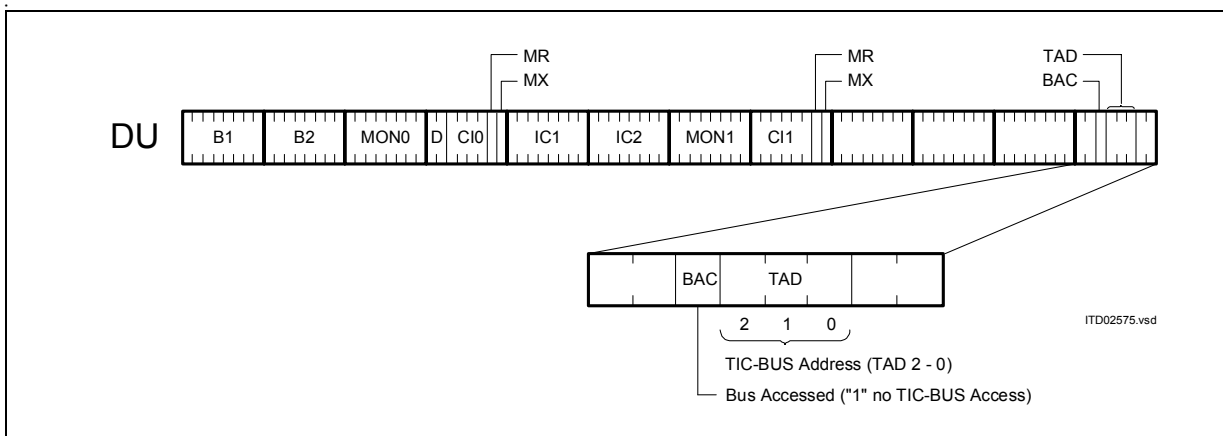 MR MR TAD
MX MX BAC
DU B1 B2 MON0 D CI0 IC1 IC2 MON1 CI1
BAC TAD
2 1 0
ITD02575.vsd
TIC-BUS Address (TAD 2 - 0)
Bus Accessed ("1" no TIC-BUS Access)